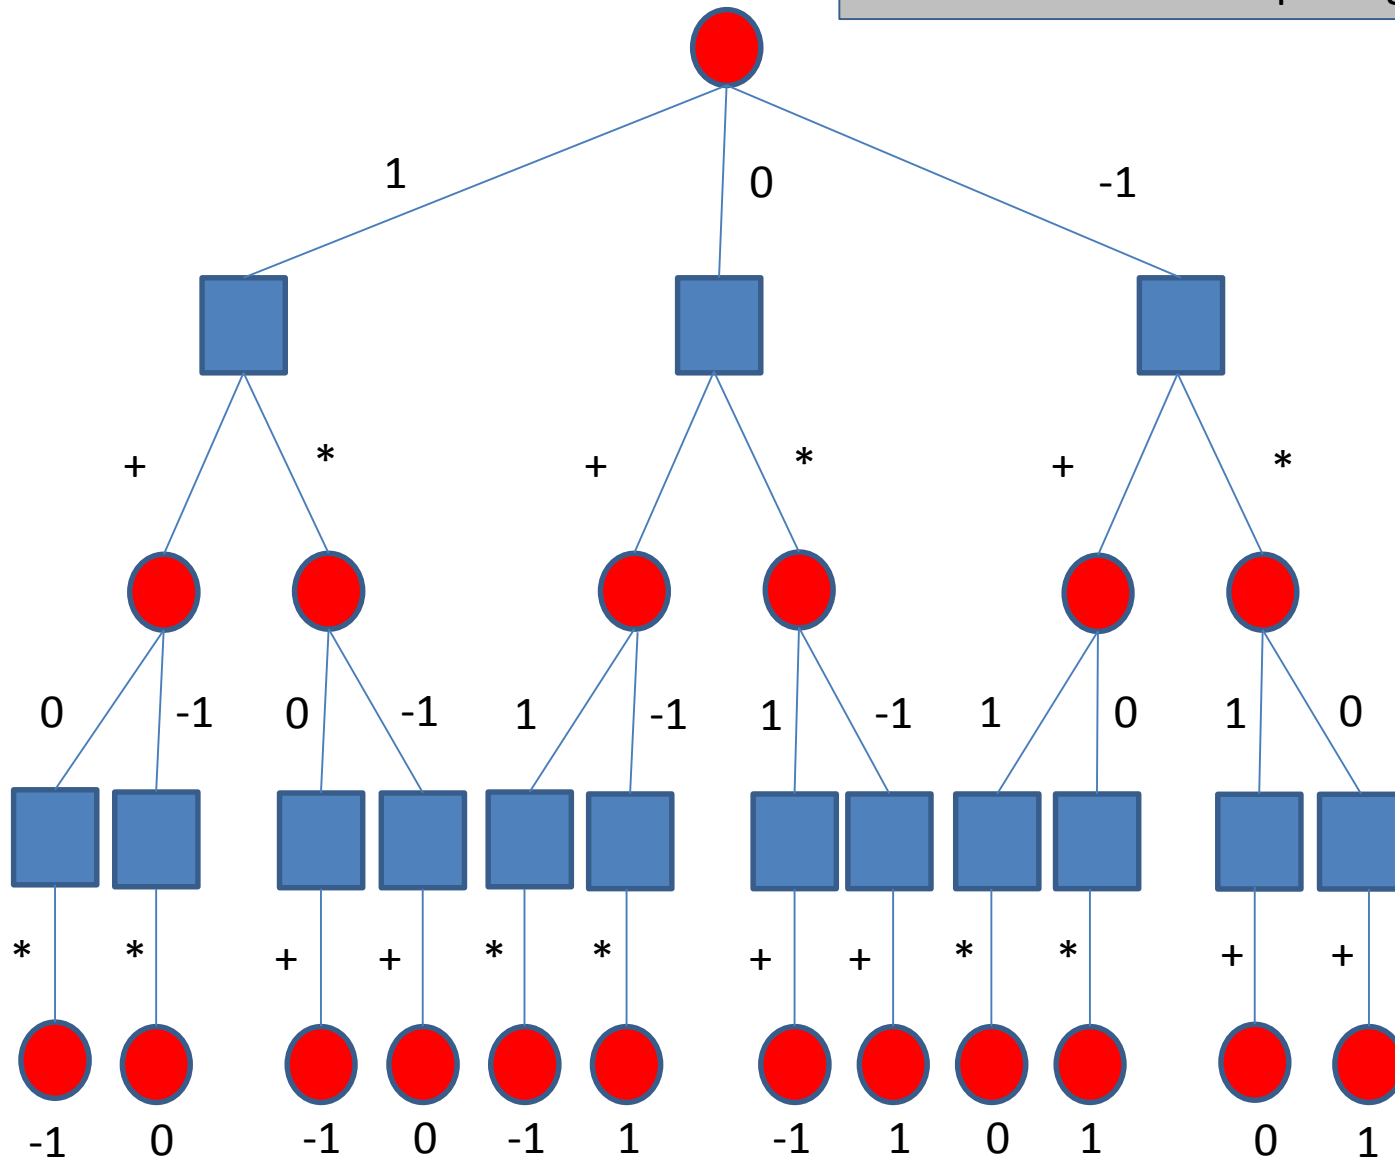 1 0 -1
+ * + * + *
0 -1 0 -1 1 -1 1 -1 1 0 1 0
* * + + * * + + * * + +
-1 0 -1 0 -1 1 -1 1 0 1 0 1